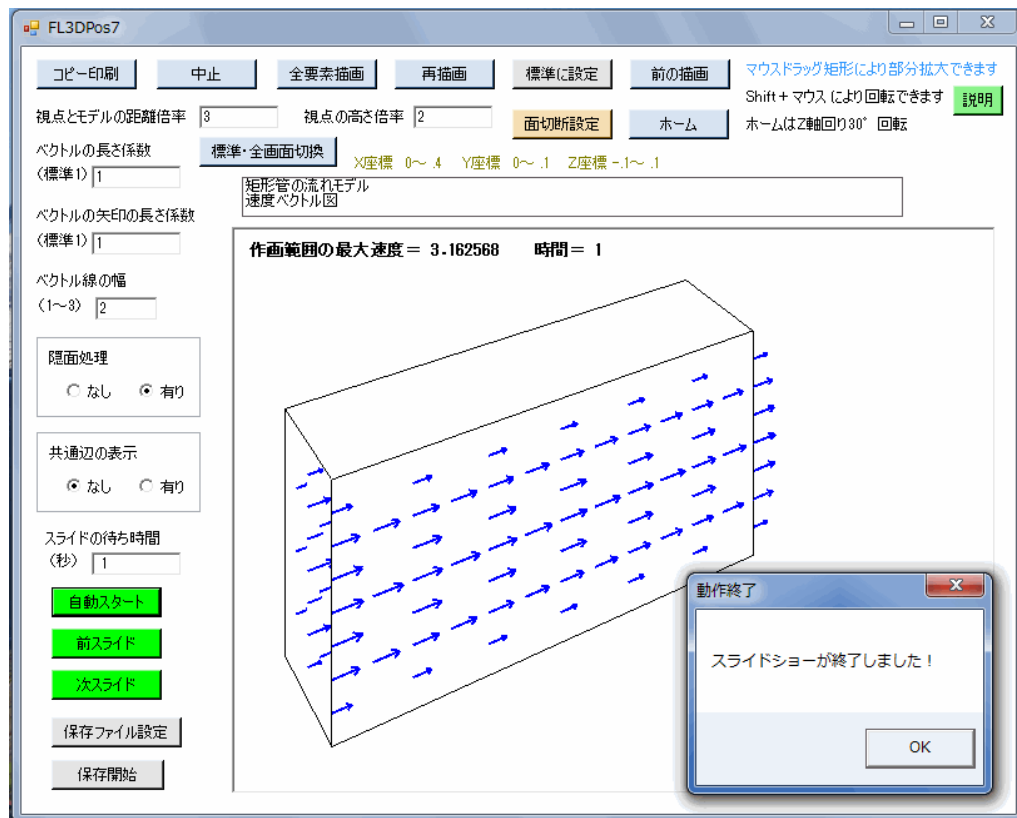 FL3DPos7
コピー印刷
中止
全要素描画
再描画
標準に設定
前の描画
マウスドラッグ矩形により部分拡大できます
Shift+マウス により回転できます
説明
視点とモデルの距離倍率 3
視点の高さ倍率 2
面切断設定
ホーム
ホームはZ軸回り30° 回転
ベクトルの長さ係数
(標準1) 1
標準・全画面切換
X座標 0～ .4 Y座標 0～ .1 Z座標 -.1～ .1
矩形管の流れモデル
速度ベクトル図
ベクトルの矢印の長さ係数
(標準1) 1
ベクトル線の幅
(1～3) 2
作画範囲の最大速度＝ 3.162568 時間＝ 1
隠面処理
なし 有り
共通辺の表示
なし 有り
スライドの待ち時間
(秒) 1
自動スタート
前スライド
次スライド
保存ファイル設定
保存開始
動作終了
スライドショーが終了しました！
OK